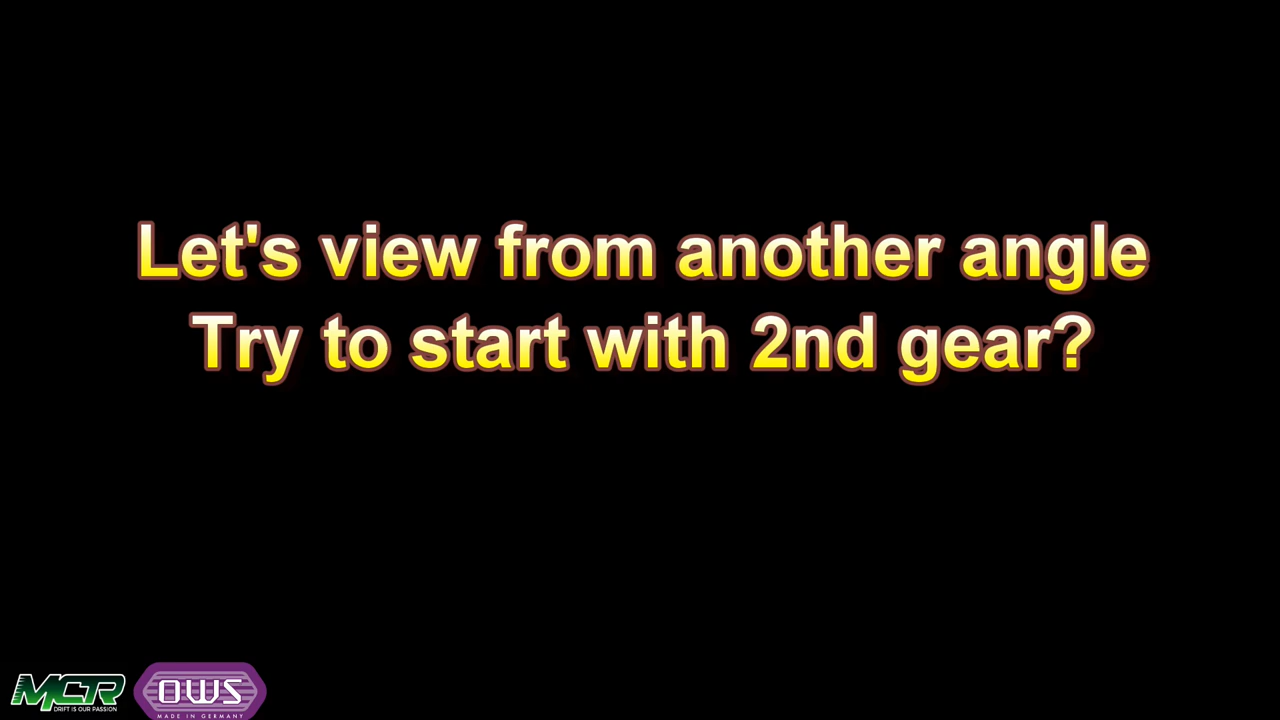 Let's view from another angle
Try to start with 2nd gear?
MCR
DRIFT IS OUR PASSION
OWS
MADE IN GERMANY